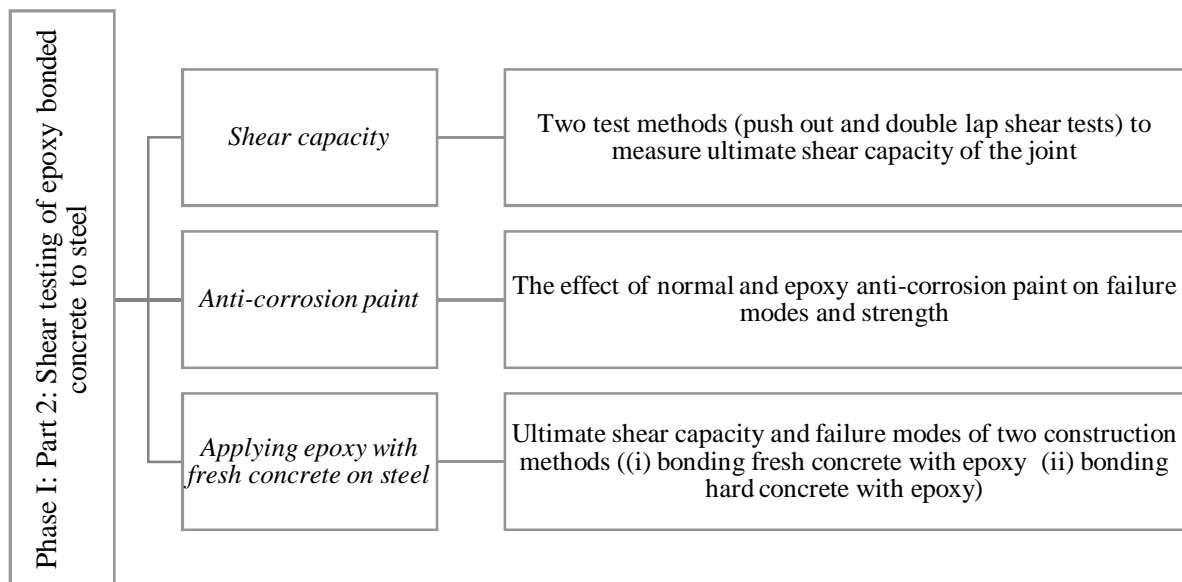 Phase I: Part 2: Shear testing of epoxy bonded
concrete to steel
Shear capacity
Two test methods (push out and double lap shear tests) to
measure ultimate shear capacity of the joint
Anti-corrosion paint
The effect of normal and epoxy anti-corrosion paint on failure
modes and strength
Applying epoxy with
fresh concrete on steel
Ultimate shear capacity and failure modes of two construction
methods ((i) bonding fresh concrete with epoxy (ii) bonding
hard concrete with epoxy)